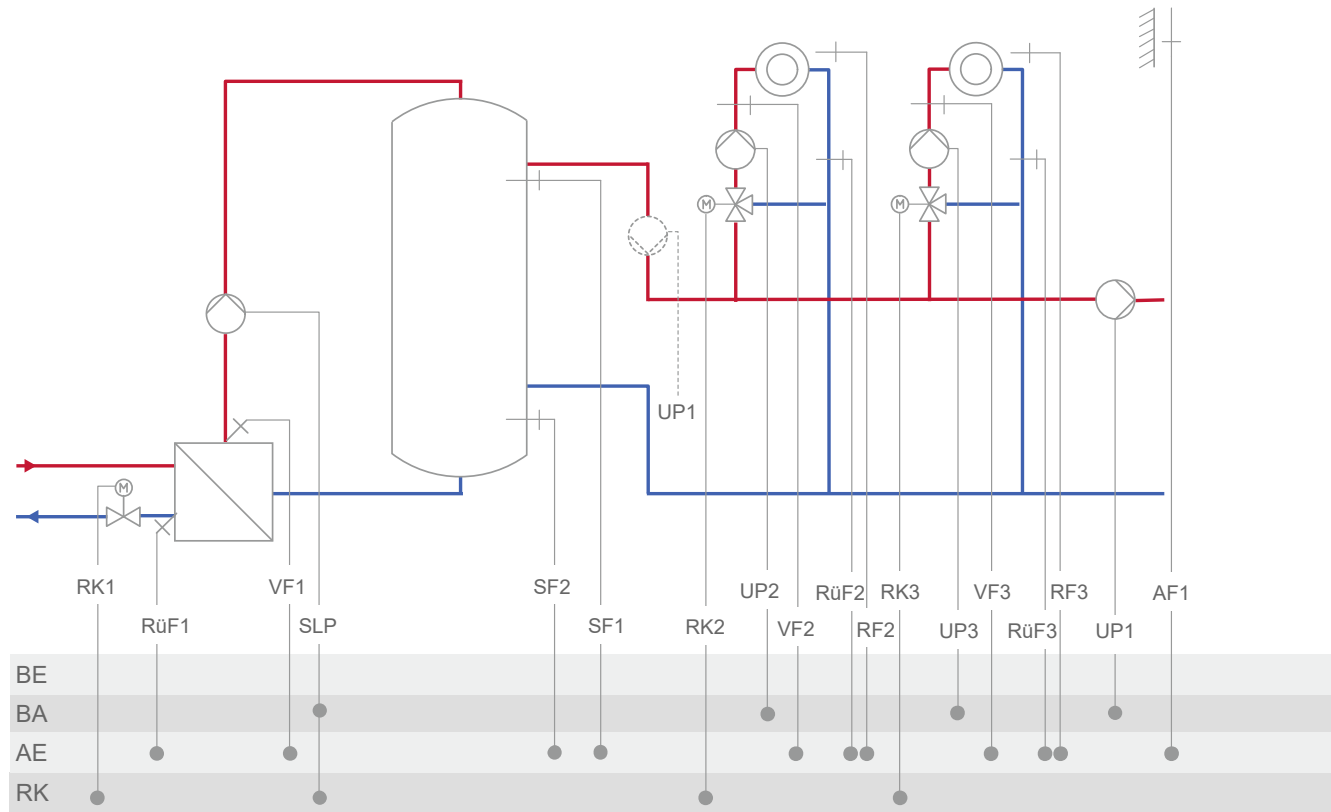 M
M
UP1
M
RK1
VF1
SF2
UP2
RüF2
RK3
VF3
RF3
AF1
RüF1
SLP
SF1
RK2
VF2
RF2
UP3
RüF3
UP1
BE
BA
AE
RK